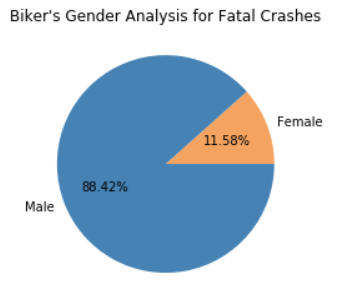 Biker's Gender Analysis for Fatal Crashes
Female
11.58%
88.42%
Male